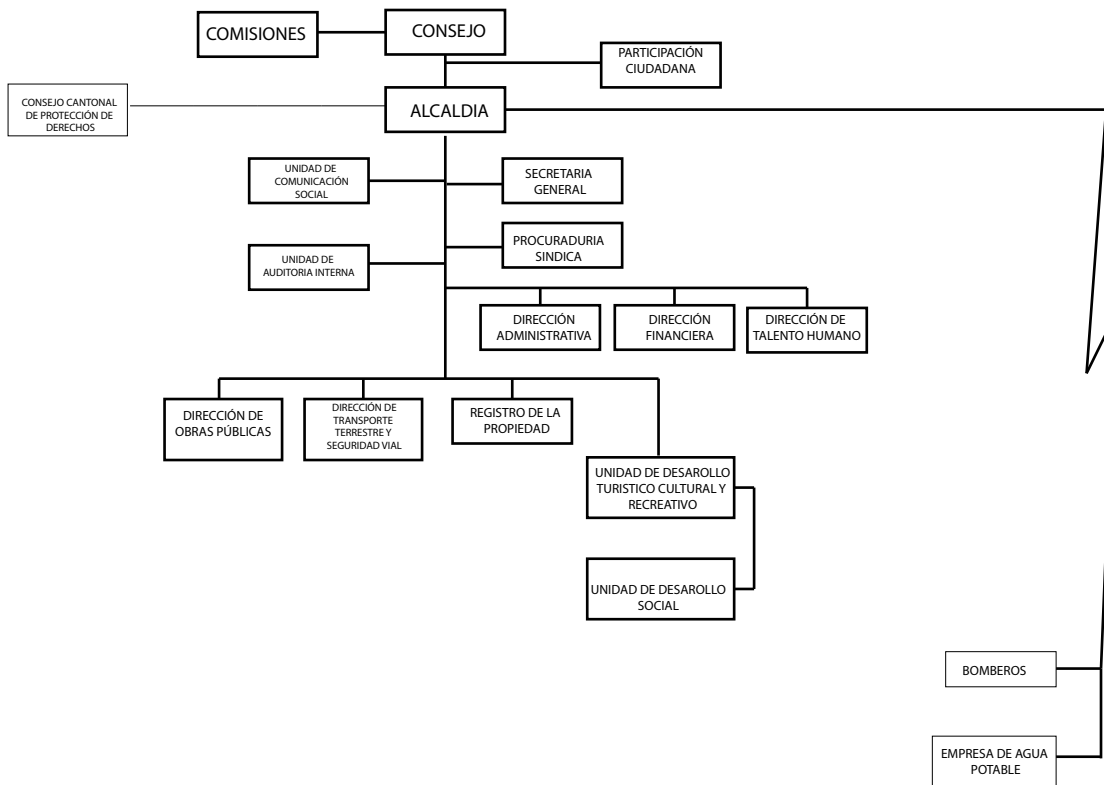 COMISIONES
CONSEJO
PARTICIPACIÓN
CIUDADANA
CONSEJO CANTONAL
DE PROTECCIÓN DE
DERECHOS
ALCALDIA
UNIDAD DE
COMUNICACIÓN
SOCIAL
SECRETARIA
GENERAL
UNIDAD DE
AUDITORIA INTERNA
PROCURADURIA
SINDICA
DIRECCIÓN
ADMINISTRATIVA
DIRECCIÓN
FINANCIERA
DIRECCIÓN DE
TALENTO HUMANO
DIRECCIÓN DE
OBRAS PÚBLICAS
DIRECCIÓN DE
TRANSPORTE
TERRESTRE Y
SEGURIDAD VIAL
REGISTRO DE LA
PROPIEDAD
UNIDAD DE DESAROLLO
TURISTICO CULTURAL Y
RECREATIVO
UNIDAD DE DESAROLLO
SOCIAL
BOMBEROS
EMPRESA DE AGUA
POTABLE